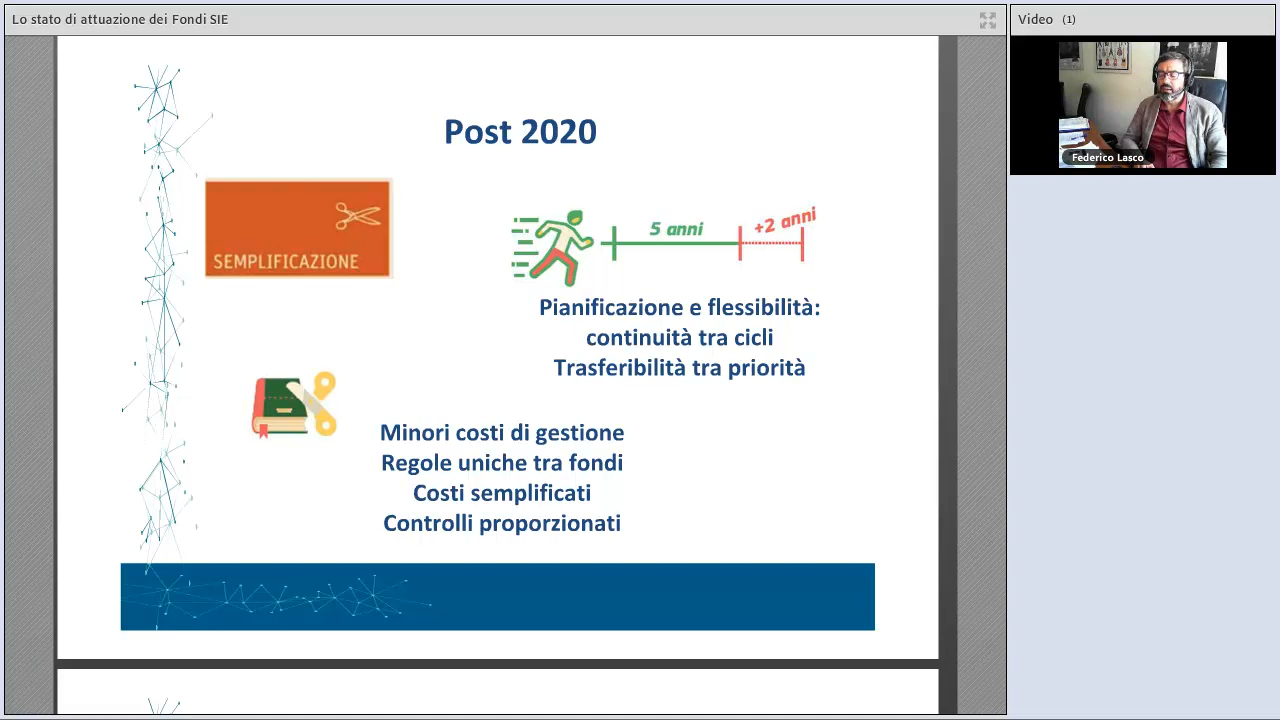 Lo stato di attuazione dei Fondi SIE
Video (1)
Federico Lasco
Post 2020
SEMPLIFICAZIONE
5 anni
+2 anni
Pianificazione e flessibilità:
continuità tra cicli
Trasferibilità tra priorità
Minori costi di gestione
Regole uniche tra fondi
Costi semplificati
Controlli proporzionati